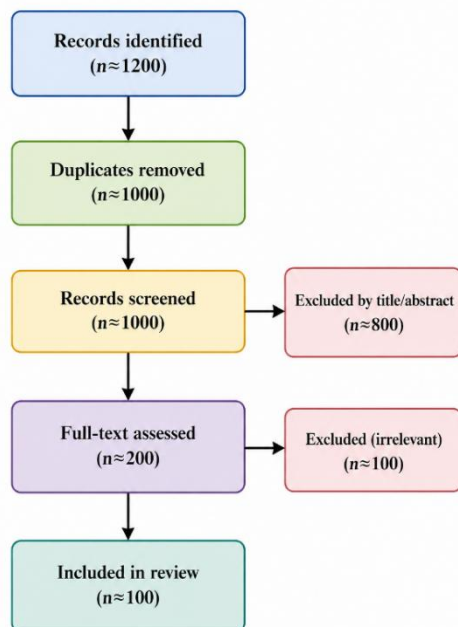 Records identified
(n≈1200)
Duplicates removed
(n≈1000)
Records screened
(n≈1000)
Excluded by title/abstract
(n≈800)
Full-text assessed
(n≈200)
Excluded (irrelevant)
(n≈100)
Included in review
(n≈100)